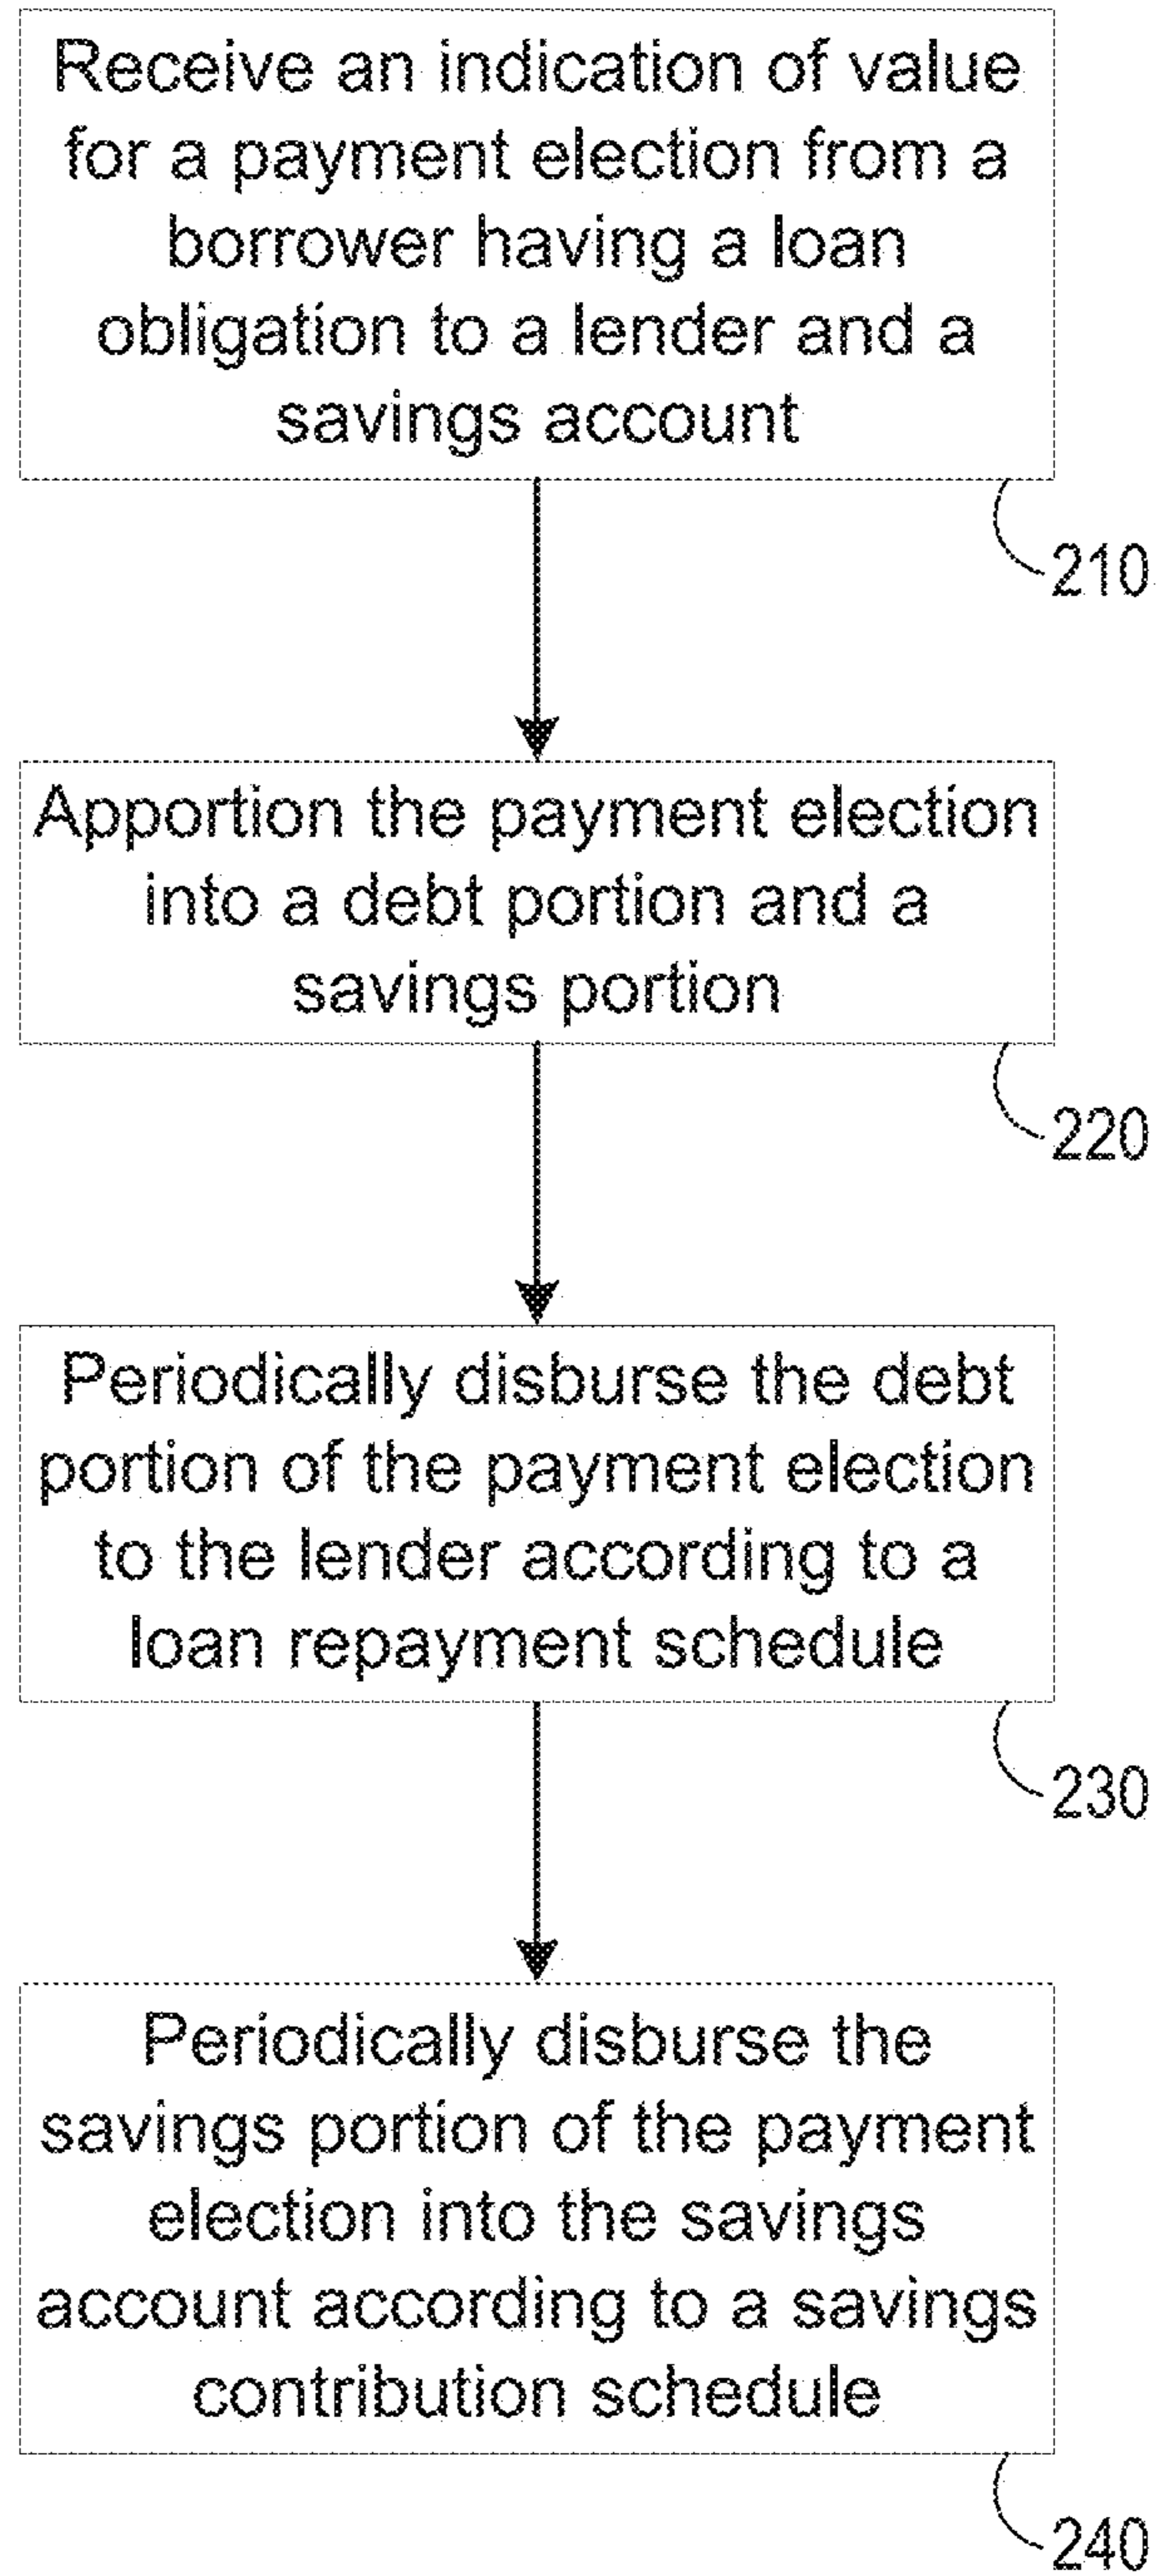 Receive an indication of value
for a payment election from a
borrower having a loan
obligation to a lender and a
savings account
210
Apportion the payment election
into a debt portion and a
savings portion
220
Periodically disburse the debt
portion of the payment election
to the lender according to a
loan repayment schedule
230
Periodically disburse the
savings portion of the payment
election into the savings
account according to a savings
contribution schedule
240